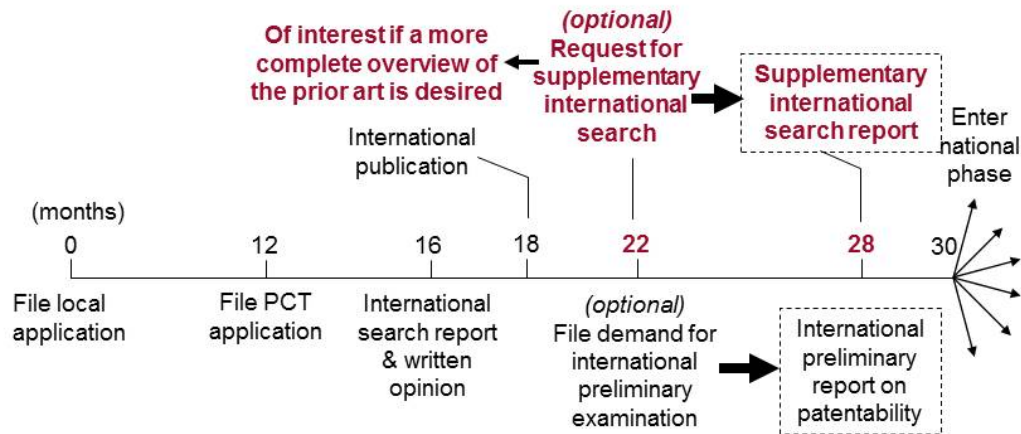 Of interest if a more
complete overview of
the prior art is desired
(optional)
Request for
supplementary
international
search
Supplementary
international
search report
Enter
national
phase
International
publication
(months)
0
12
16
18
22
28
30
File local
application
File PCT
application
International
search report
& written
opinion
(optional)
File demand for
international
preliminary
examination
International
preliminary
report on
patentability